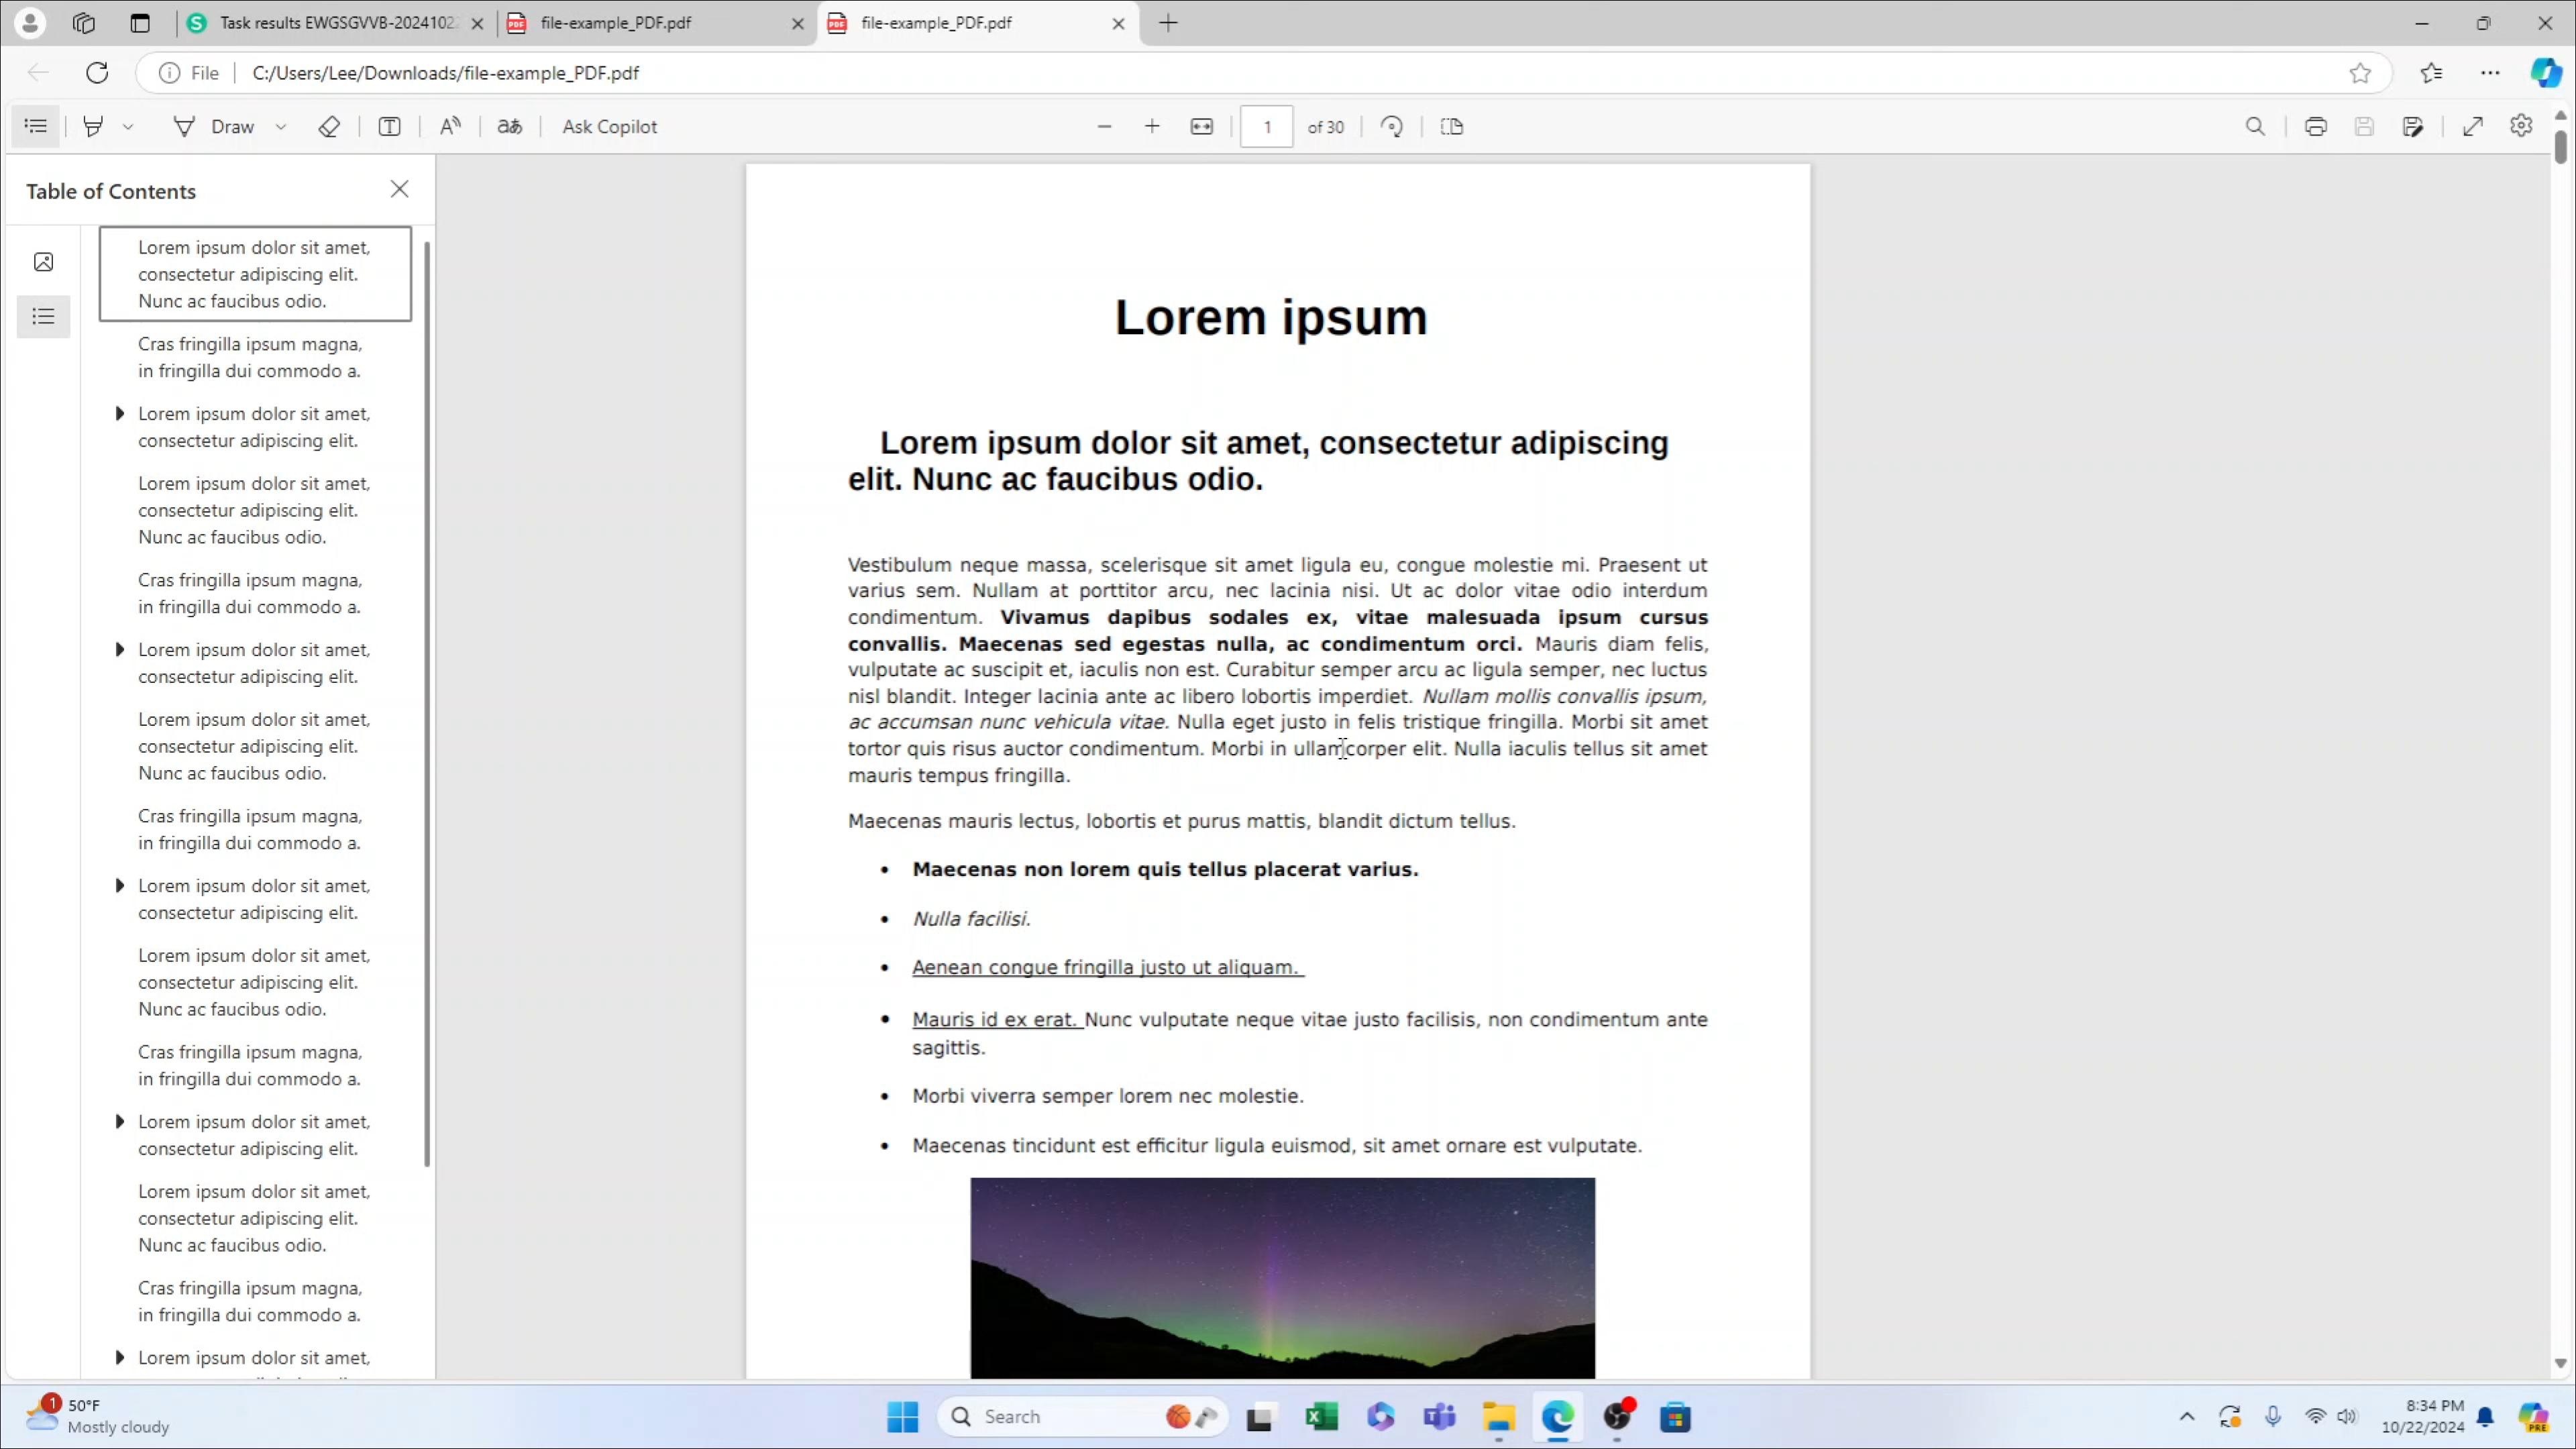 Task results EWGSGVVB-2024102
file-example_PDF.pdf
file-example_PDF.pdf
File
C:/Users/Lee/Downloads/file-example_PDF.pdf
Draw
Ask Copilot
1
of 30
Table of Contents
Lorem ipsum dolor sit amet,
consectetur adipiscing elit.
Nunc ac faucibus odio.
Cras fringilla ipsum magna,
in fringilla dui commodo a.
Lorem ipsum dolor sit amet,
consectetur adipiscing elit.
Lorem ipsum dolor sit amet,
consectetur adipiscing elit.
Nunc ac faucibus odio.
Cras fringilla ipsum magna,
in fringilla dui commodo a.
Lorem ipsum dolor sit amet,
consectetur adipiscing elit.
Lorem ipsum dolor sit amet,
consectetur adipiscing elit.
Nunc ac faucibus odio.
Cras fringilla ipsum magna,
in fringilla dui commodo a.
Lorem ipsum dolor sit amet,
consectetur adipiscing elit.
Lorem ipsum dolor sit amet,
consectetur adipiscing elit.
Nunc ac faucibus odio.
Cras fringilla ipsum magna,
in fringilla dui commodo a.
Lorem ipsum dolor sit amet,
consectetur adipiscing elit.
Lorem ipsum dolor sit amet,
consectetur adipiscing elit.
Nunc ac faucibus odio.
Cras fringilla ipsum magna,
in fringilla dui commodo a.
Lorem ipsum dolor sit amet,
Lorem ipsum
Lorem ipsum dolor sit amet, consectetur adipiscing
elit. Nunc ac faucibus odio.
Vestibulum neque massa, scelerisque sit amet ligula eu, congue molestie mi. Praesent ut
varius sem. Nullam at porttitor arcu, nec lacinia nisi. Ut ac dolor vitae odio interdum
condimentum. Vivamus dapibus sodales ex, vitae malesuada ipsum cursus
convallis. Maecenas sed egestas nulla, ac condimentum orci. Mauris diam felis,
vulputate ac suscipit et, iaculis non est. Curabitur semper arcu ac ligula semper, nec luctus
nisl blandit. Integer lacinia ante ac libero lobortis imperdiet. Nullam mollis convallis ipsum,
ac accumsan nunc vehicula vitae. Nulla eget justo in felis tristique fringilla. Morbi sit amet
tortor quis risus auctor condimentum. Morbi in ullamcorper elit. Nulla iaculis tellus sit amet
mauris tempus fringilla.
Maecenas mauris lectus, lobortis et purus mattis, blandit dictum tellus.
• Maecenas non lorem quis tellus placerat varius.
• Nulla facilisi.
• Aenean congue fringilla justo ut aliquam.
• Mauris id ex erat. Nunc vulputate neque vitae justo facilisis, non condimentum ante
sagittis.
• Morbi viverra semper lorem nec molestie.
• Maecenas tincidunt est efficitur ligula euismod, sit amet ornare est vulputate.
1
50°F
Mostly cloudy
Search
8:34 PM
10/22/2024
PRE